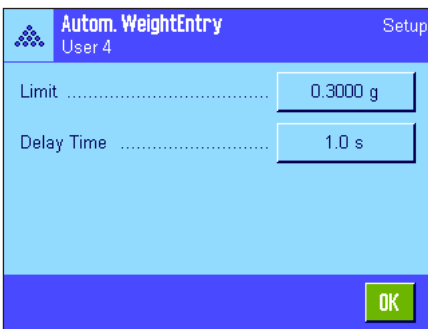 Autom. WeightEntry Setup
User 4
Limit ................................... 0.3000 g
Delay Time .......................... 1.0 s
OK